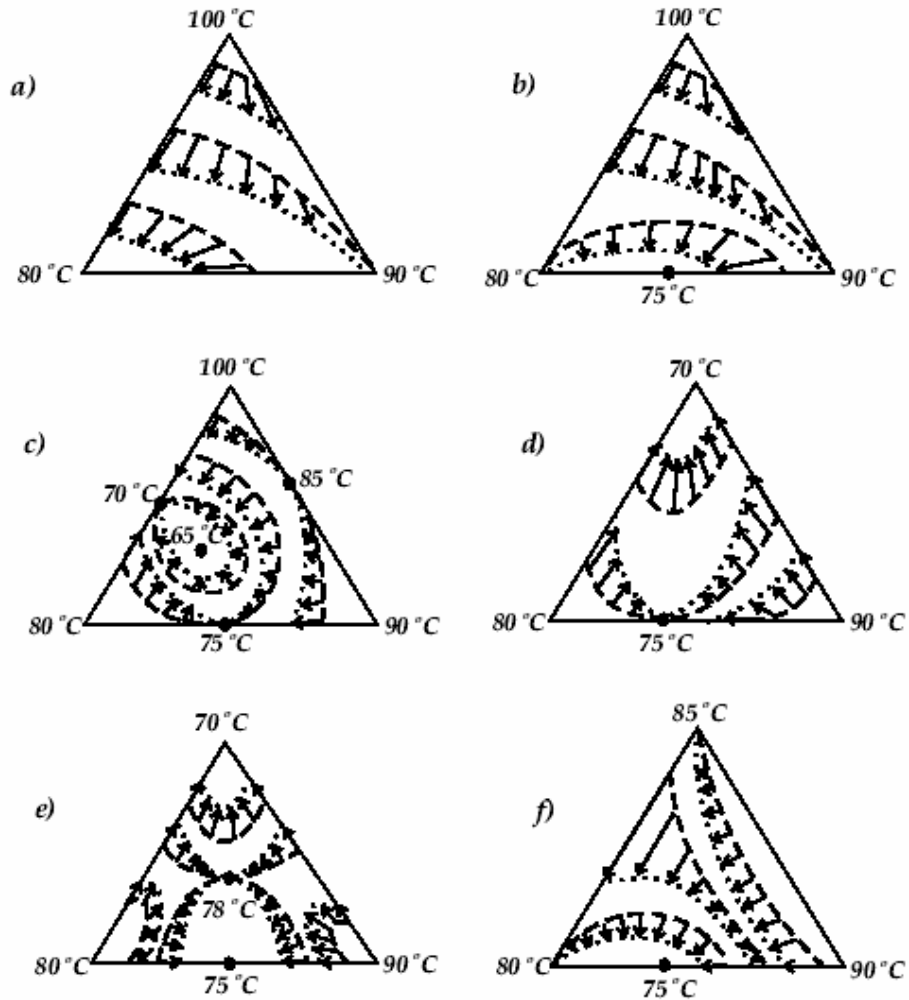 100 °C 100 °C
a) b)
80 °C 90 °C 80 °C 90 °C
75 °C
100 °C 70 °C
c) d)
70 °C 85 °C
65 °C
80 °C 90 °C 80 °C 90 °C
75 °C 75 °C
70 °C 85 °C
e) f)
78 °C
80 °C 90 °C 80 °C 90 °C
75 °C 75 °C